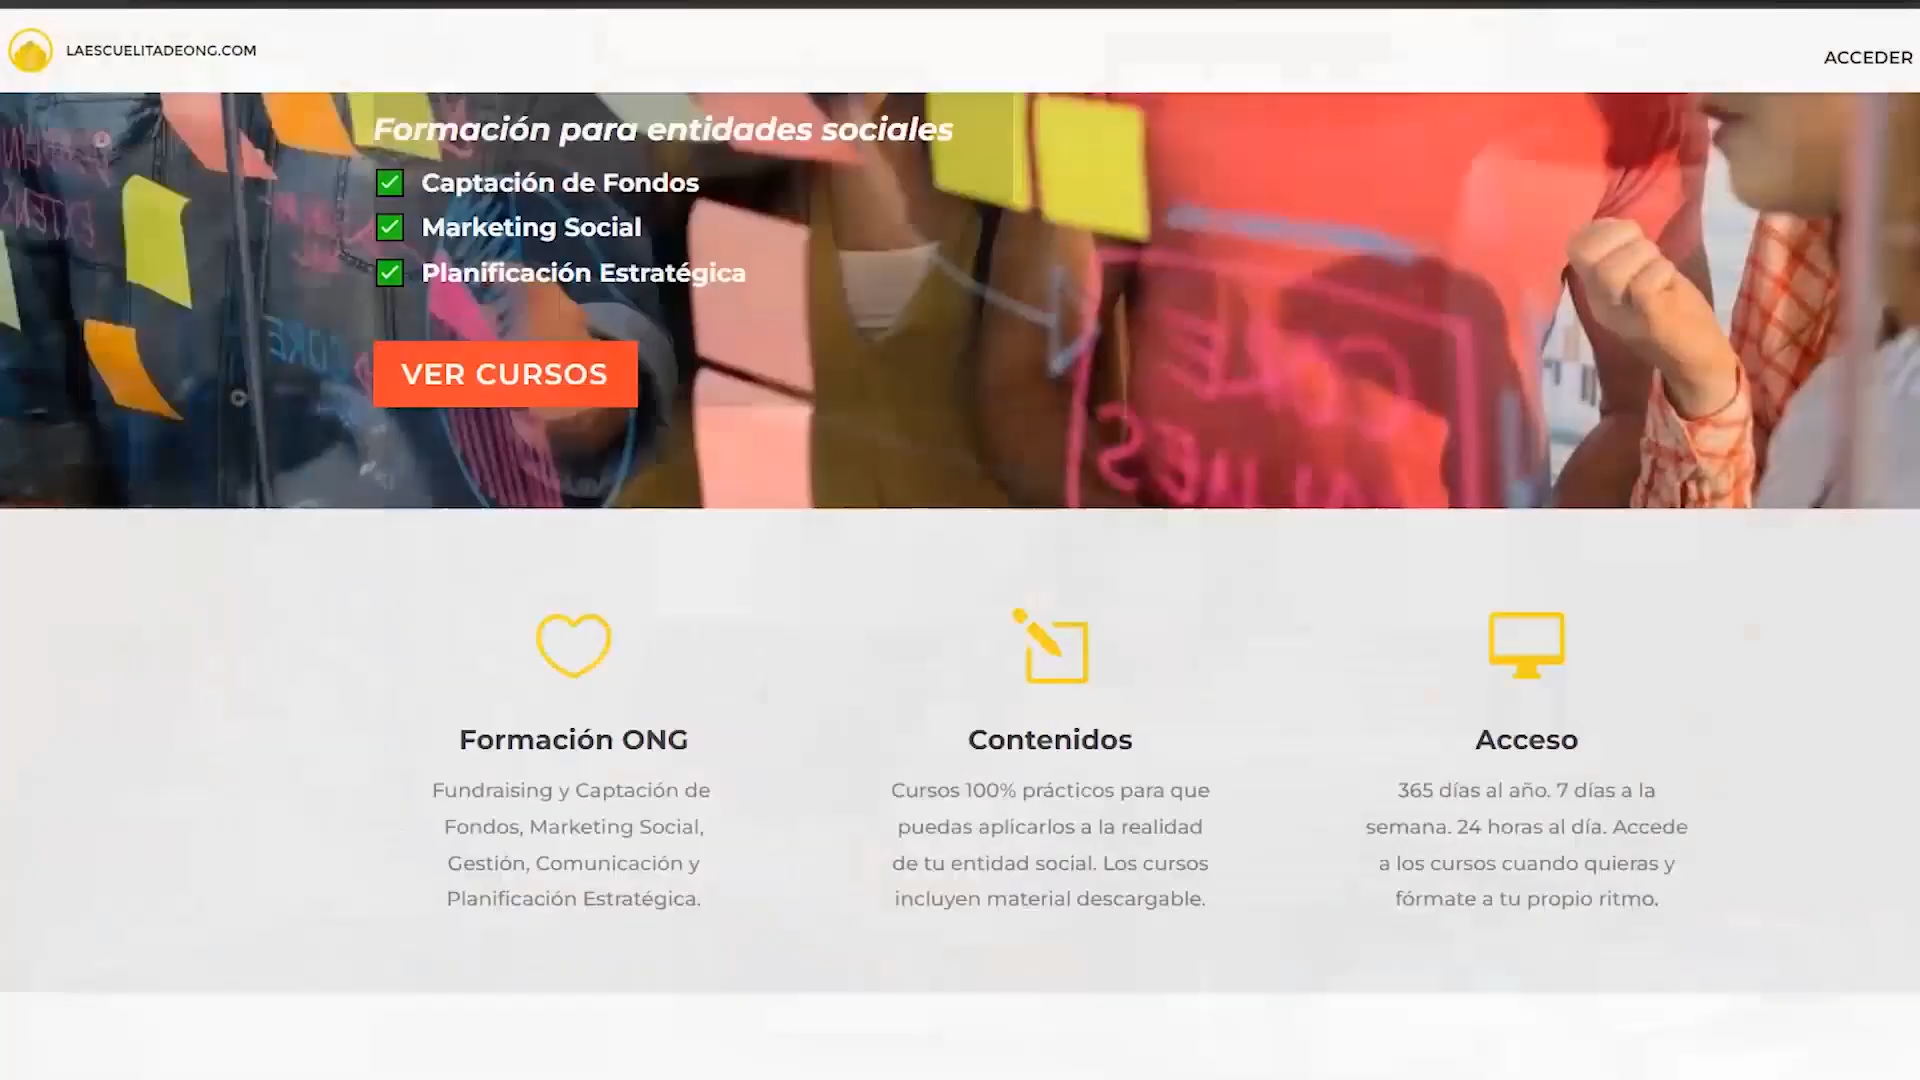 LAESCUELITADEONG.COM
ACCEDER
Formación para entidades sociales
Captación de Fondos
Marketing Social
Planificación Estratégica
VER CURSOS
Formación ONG
Fundraising y Captación de
Fondos, Marketing Social,
Gestión, Comunicación y
Planificación Estratégica.
Contenidos
Cursos 100% prácticos para que
puedas aplicarlos a la realidad
de tu entidad social. Los cursos
incluyen material descargable.
Acceso
365 días al año. 7 días a la
semana. 24 horas al día. Accede
a los cursos cuando quieras y
fórmate a tu propio ritmo.